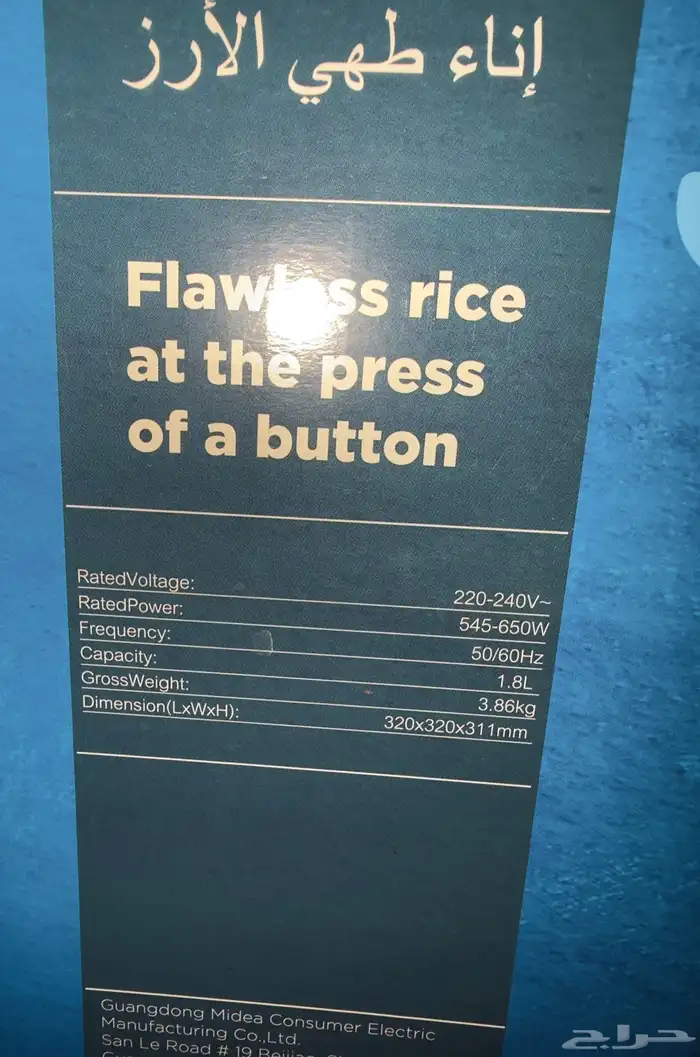 إناء طهي الأرز
Flawless rice
at the press
of a button
RatedVoltage: 220-240V~
RatedPower: 545-650W
Frequency: 50/60Hz
Capacity: 1.8L
GrossWeight: 3.86kg
Dimension(LxWxH): 320x320x311mm
Guangdong Midea Consumer Electric
Manufacturing Co.,Ltd.
San Le Road # 19 Beijiao
حراج